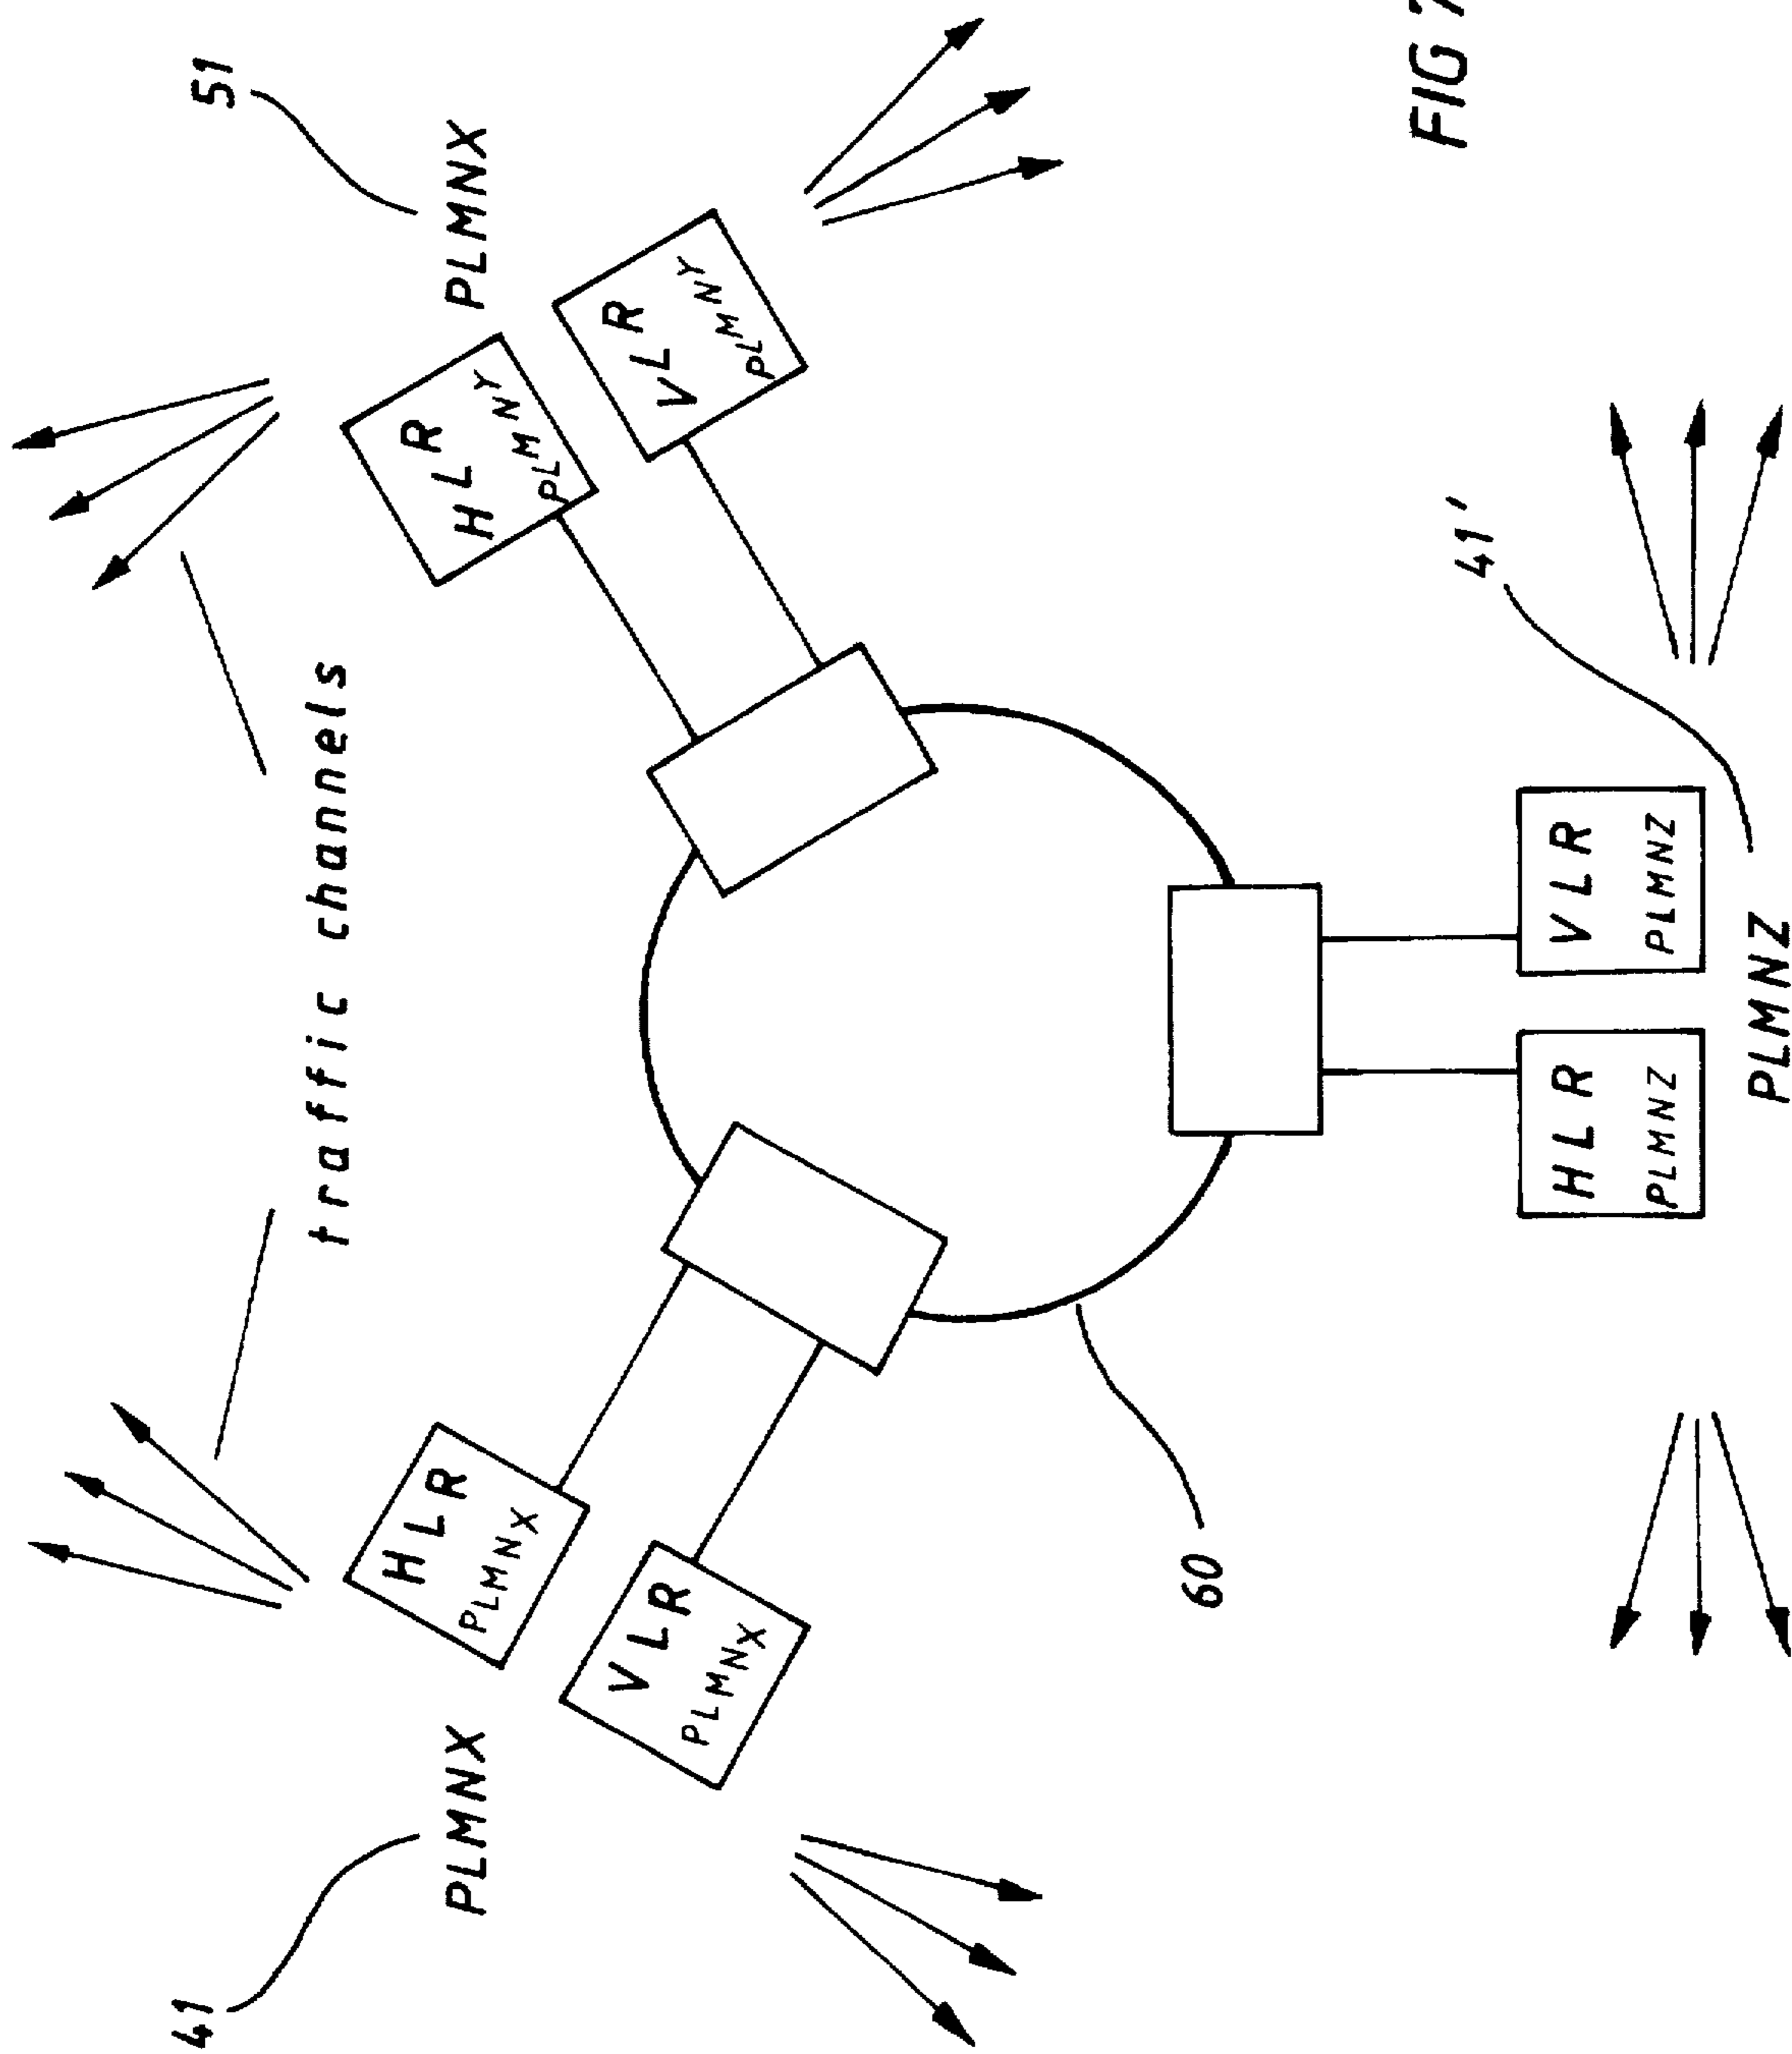 41
51
traffic channels
PLMNX
PLMNX
HLR
PLMNX
HLR
PLMNY
VLR
PLMNX
VLR
PLMNY
60
FIG
41'
HLR
PLMNZ
VLR
PLMNZ
PLMNZ